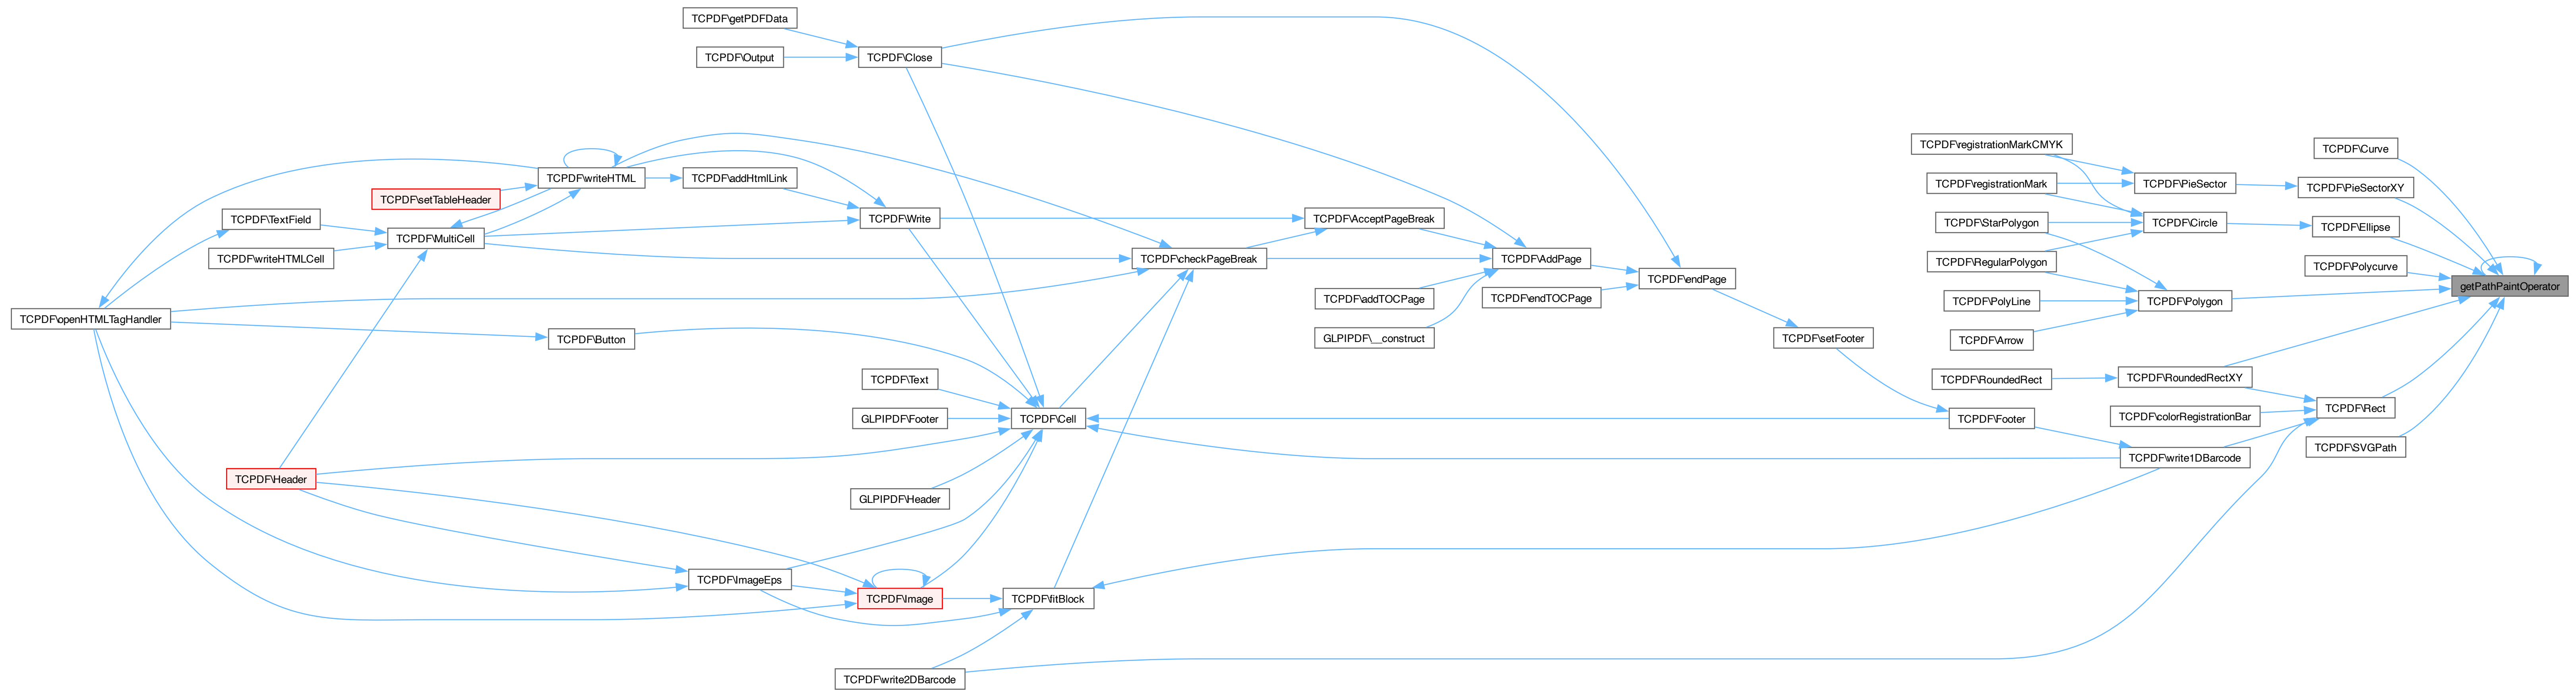 TCPDF\getPDFData
TCPDF\Output
TCPDF\Close
TCPDF\writeHTML
TCPDF\addHtmlLink
TCPDF\setTableHeader
TCPDF\TextField
TCPDF\MultiCell
TCPDF\writeHTMLCell
TCPDF\Write
TCPDF\AcceptPageBreak
TCPDF\checkPageBreak
TCPDF\AddPage
TCPDF\endPage
TCPDF\addTOCPage
TCPDF\endTOCPage
GLPIPDF\__construct
TCPDF\setFooter
TCPDF\openHTMLTagHandler
TCPDF\Button
TCPDF\Text
GLPIPDF\Footer
TCPDF\Cell
TCPDF\Footer
TCPDF\Header
GLPIPDF\Header
TCPDF\ImageEps
TCPDF\Image
TCPDF\fitBlock
TCPDF\write2DBarcode
TCPDF\registrationMarkCMYK
TCPDF\registrationMark
TCPDF\PieSector
TCPDF\StarPolygon
TCPDF\Circle
TCPDF\RegularPolygon
TCPDF\PolyLine
TCPDF\Polygon
TCPDF\Arrow
TCPDF\RoundedRect
TCPDF\RoundedRectXY
TCPDF\colorRegistrationBar
TCPDF\write1DBarcode
TCPDF\Curve
TCPDF\PieSectorXY
TCPDF\Ellipse
TCPDF\Polycurve
TCPDF\Rect
TCPDF\SVGPath
getPathPaintOperator